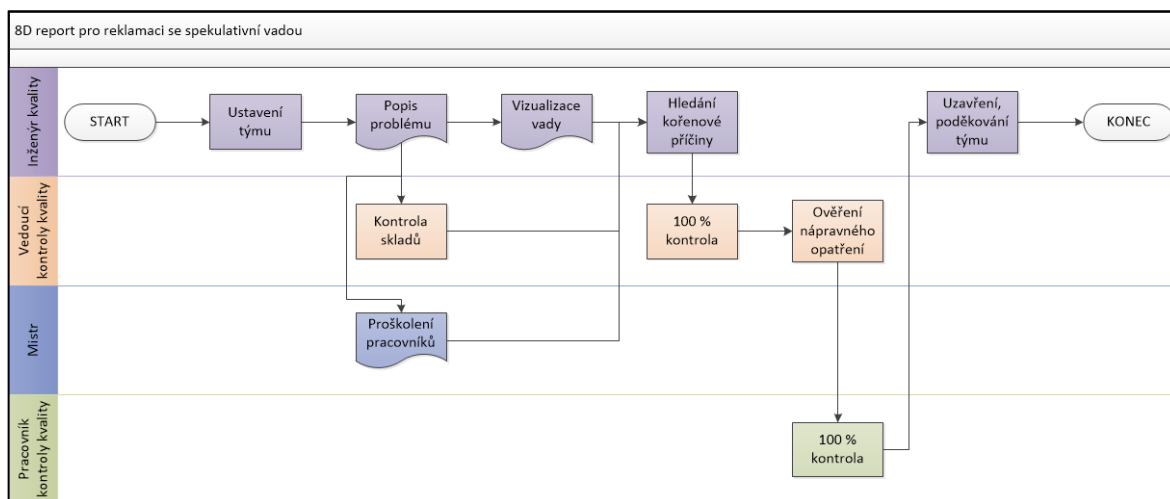 8D report pro reklamaci se spekulativní vadou
Inženýr kvality
START
Ustavení
týmu
Popis
problému
Vizualizace
vady
Hledání
kořenové
příčiny
Uzavření,
poděkování
týmu
KONEC
Vedoucí
kontroly kvality
Kontrola
skladů
100 %
kontrola
Ověření
nápravného
opatření
Mistr
Proškolení
pracovníků
Pracovník
kontroly kvality
100 %
kontrola